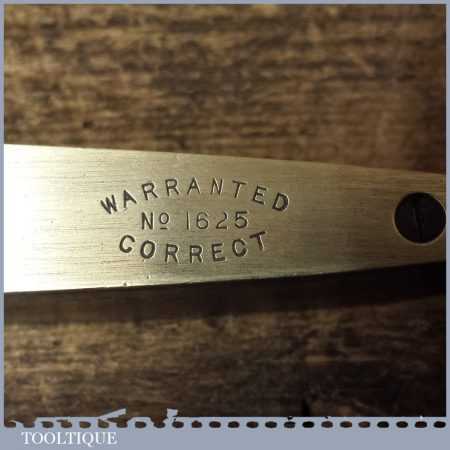 WARRANTED
No 1625
CORRECT
TOOLTIQUE